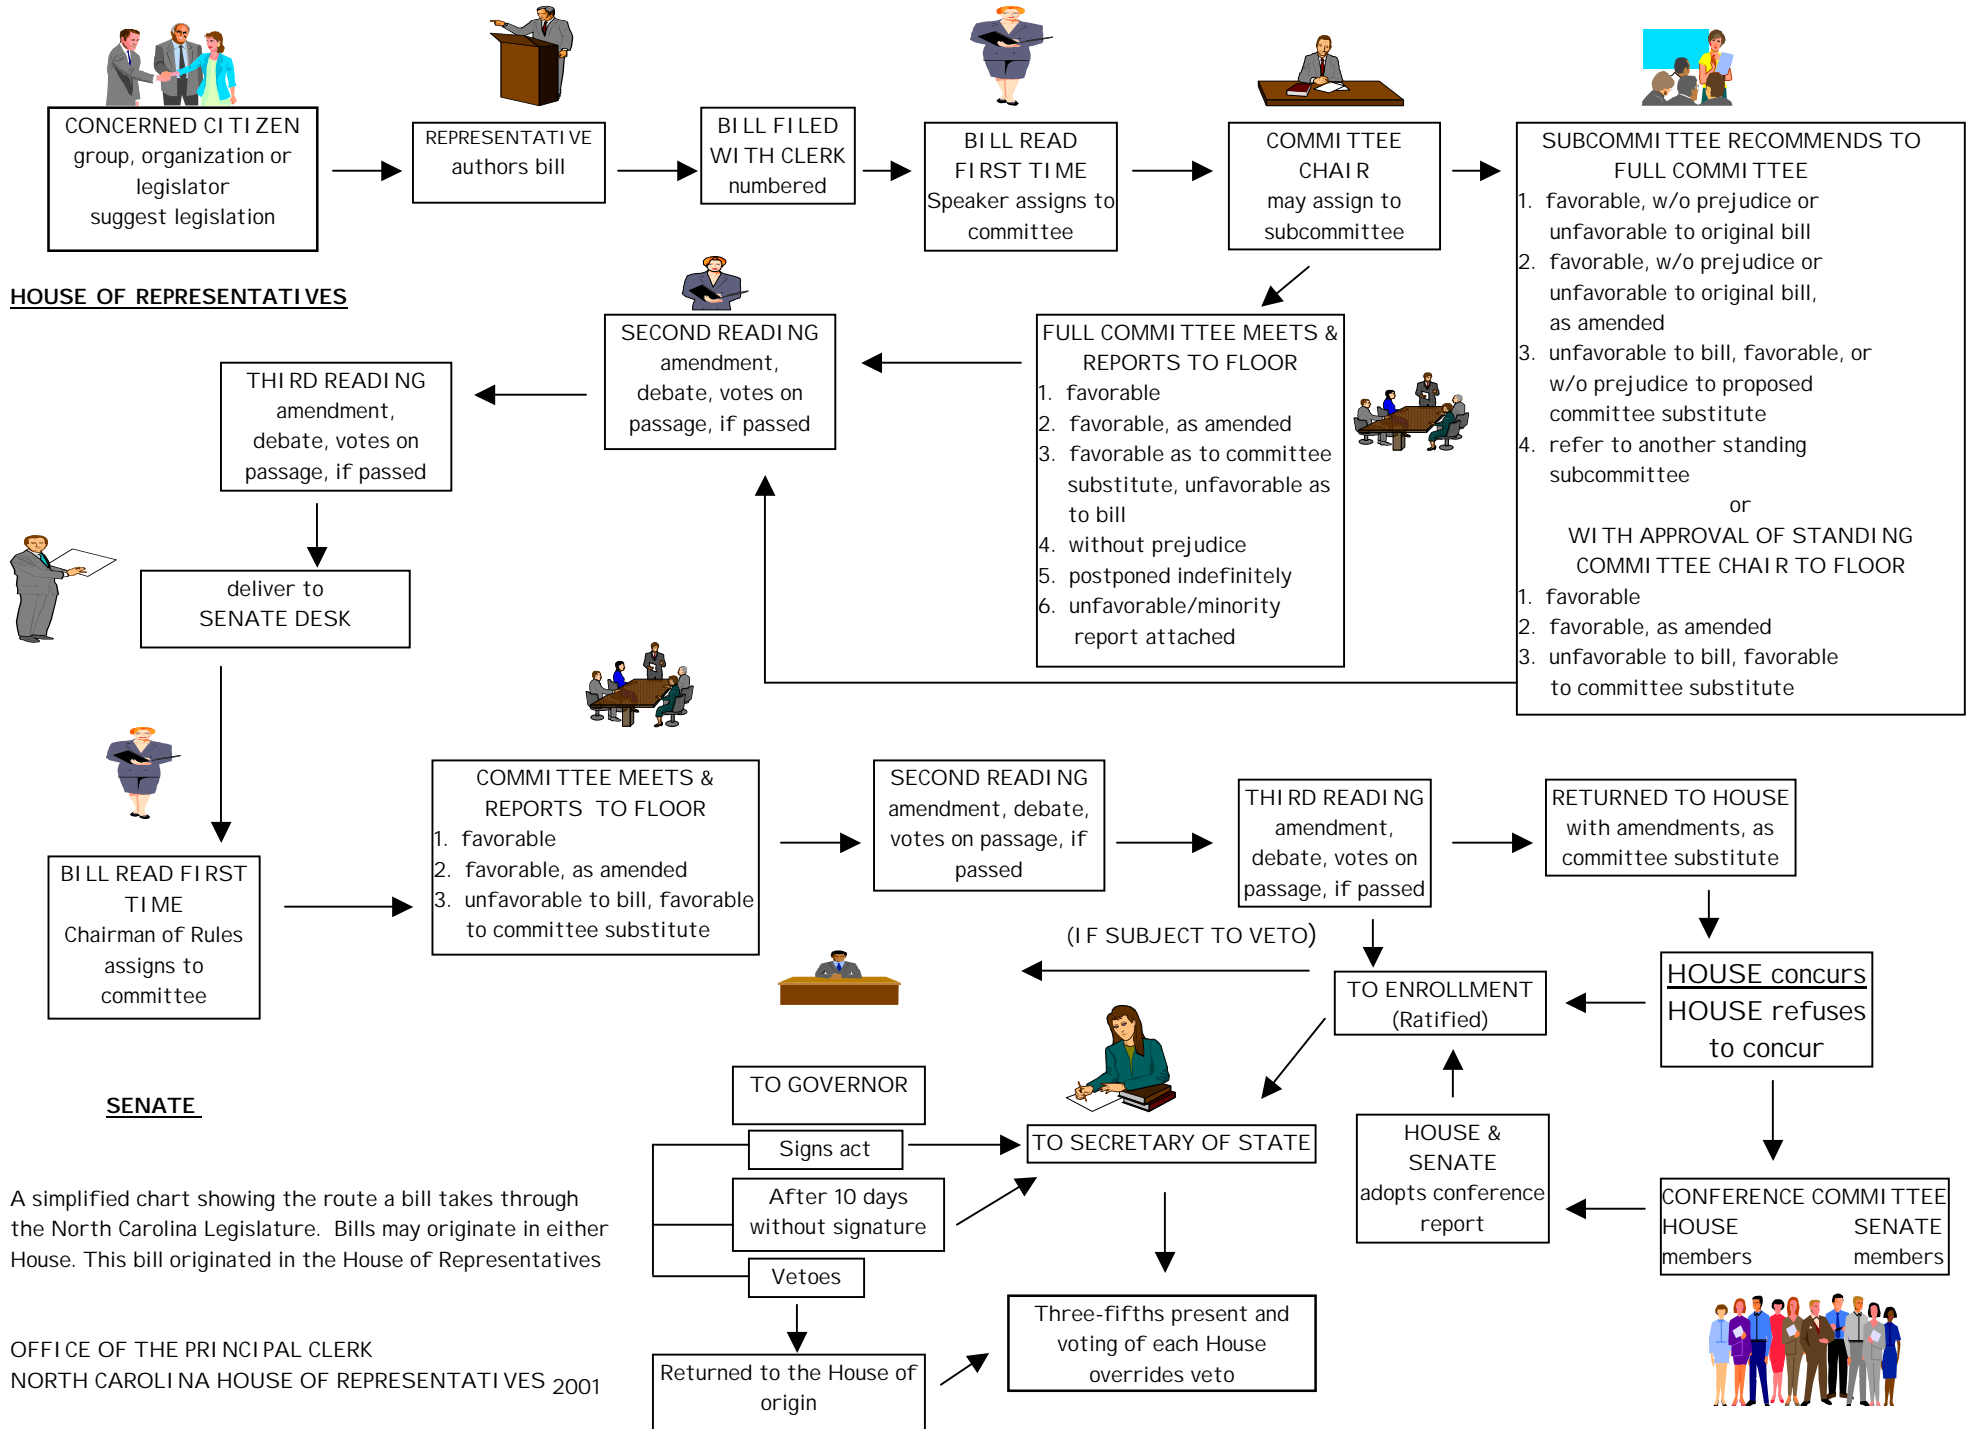 CONCERNED CITIZEN
group, organization or
legislator
suggest legislation
REPRESENTATIVE
authors bill
BILL FILED
WITH CLERK
numbered
BILL READ
FIRST TIME
Speaker assigns to
committee
COMMITTEE
CHAIR
may assign to
subcommittee
SUBCOMMITTEE RECOMMENDS TO
FULL COMMITTEE
1. favorable, w/o prejudice or
unfavorable to original bill
2. favorable, w/o prejudice or
unfavorable to original bill,
as amended
3. unfavorable to bill, favorable, or
w/o prejudice to proposed
committee substitute
4. refer to another standing
subcommittee
or
WITH APPROVAL OF STANDING
COMMITTEE CHAIR TO FLOOR
1. favorable
2. favorable, as amended
3. unfavorable to bill, favorable
to committee substitute
HOUSE OF REPRESENTATIVES
FULL COMMITTEE MEETS &
REPORTS TO FLOOR
1. favorable
2. favorable, as amended
3. favorable as to committee
substitute, unfavorable as
to bill
4. without prejudice
5. postponed indefinitely
6. unfavorable/minority
report attached
SECOND READING
amendment,
debate, votes on
passage, if passed
THIRD READING
amendment,
debate, votes on
passage, if passed
deliver to
SENATE DESK
BILL READ FIRST
TIME
Chairman of Rules
assigns to
committee
COMMITTEE MEETS &
REPORTS TO FLOOR
1. favorable
2. favorable, as amended
3. unfavorable to bill, favorable
to committee substitute
SECOND READING
amendment, debate,
votes on passage, if
passed
THIRD READING
amendment,
debate, votes on
passage, if passed
RETURNED TO HOUSE
with amendments, as
committee substitute
(IF SUBJECT TO VETO)
TO ENROLLMENT
(Ratified)
HOUSE concurs
HOUSE refuses
to concur
TO GOVERNOR
Signs act
After 10 days
without signature
Vetoes
Returned to the House of
origin
TO SECRETARY OF STATE
Three-fifths present and
voting of each House
overrides veto
HOUSE &
SENATE
adopts conference
report
CONFERENCE COMMITTEE
HOUSE SENATE
members members
SENATE
A simplified chart showing the route a bill takes through
the North Carolina Legislature. Bills may originate in either
House. This bill originated in the House of Representatives
OFFICE OF THE PRINCIPAL CLERK
NORTH CAROLINA HOUSE OF REPRESENTATIVES 2001